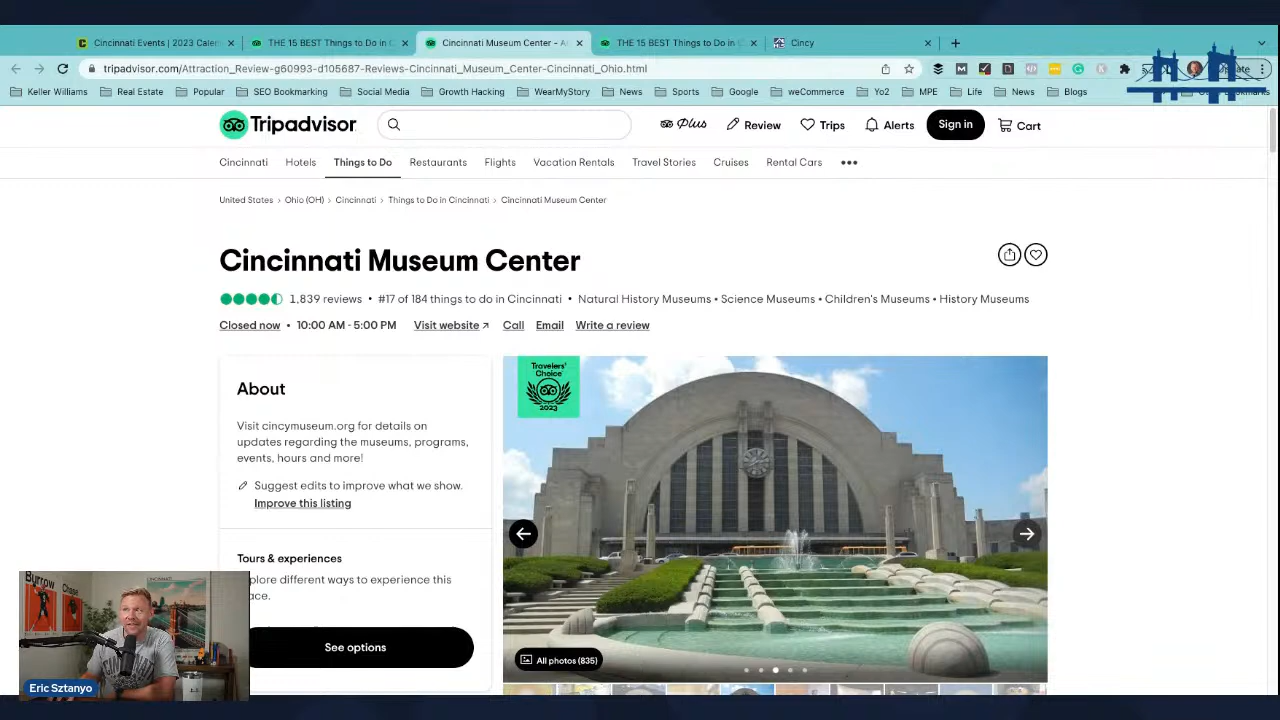 Cincinnati Events | 2023 Calen
THE 15 BEST Things to Do in C
Cincinnati Museum Center - A
THE 15 BEST Things to Do in
Cincy
tripadvisor.com/Attraction_Review-g60993-d105687-Reviews-Cincinnati_Museum_Center-Cincinnati_Ohio.html
Keller Williams Real Estate Popular SEO Bookmarking Social Media Growth Hacking WearMyStory News Sports Google weCommerce Yo2 MPE Life News Blogs
Tripadvisor
Plus Review Trips Alerts Sign in Cart
Cincinnati Hotels Things to Do Restaurants Flights Vacation Rentals Travel Stories Cruises Rental Cars •••
United States › Ohio (OH) › Cincinnati › Things to Do in Cincinnati › Cincinnati Museum Center
Cincinnati Museum Center
1,839 reviews • #17 of 184 things to do in Cincinnati • Natural History Museums • Science Museums • Children's Museums • History Museums
Closed now • 10:00 AM - 5:00 PM Visit website Call Email Write a review
About
Visit cincymuseum.org for details on
updates regarding the museums, programs,
events, hours and more!
Suggest edits to improve what we show.
Improve this listing
Tours & experiences
plore different ways to experience this
ace.
See options
Travelers'
Choice
2023
All photos (835)
Burrow
Chase
CINCINNATI
Eric Sztanyo